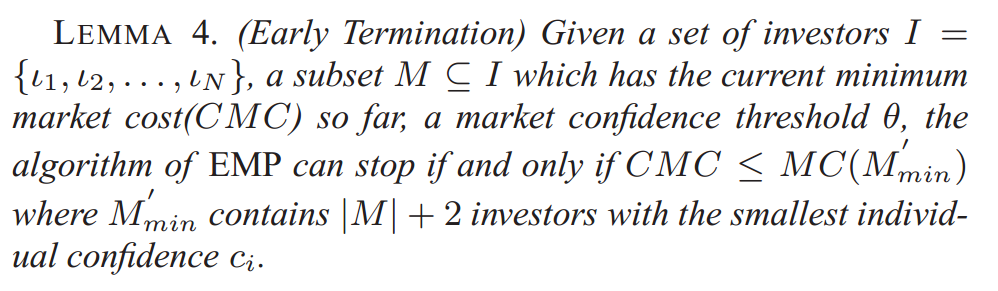 LEMMA 4. (Early Termination) Given a set of investors I =
{ι1, ι2, . . . , ιN}, a subset M ⊆ I which has the current minimum
market cost(CMC) so far, a market confidence threshold θ, the
algorithm of EMP can stop if and only if CMC ≤ MC(M′min)
where M′min contains |M| + 2 investors with the smallest individ-
ual confidence ci.